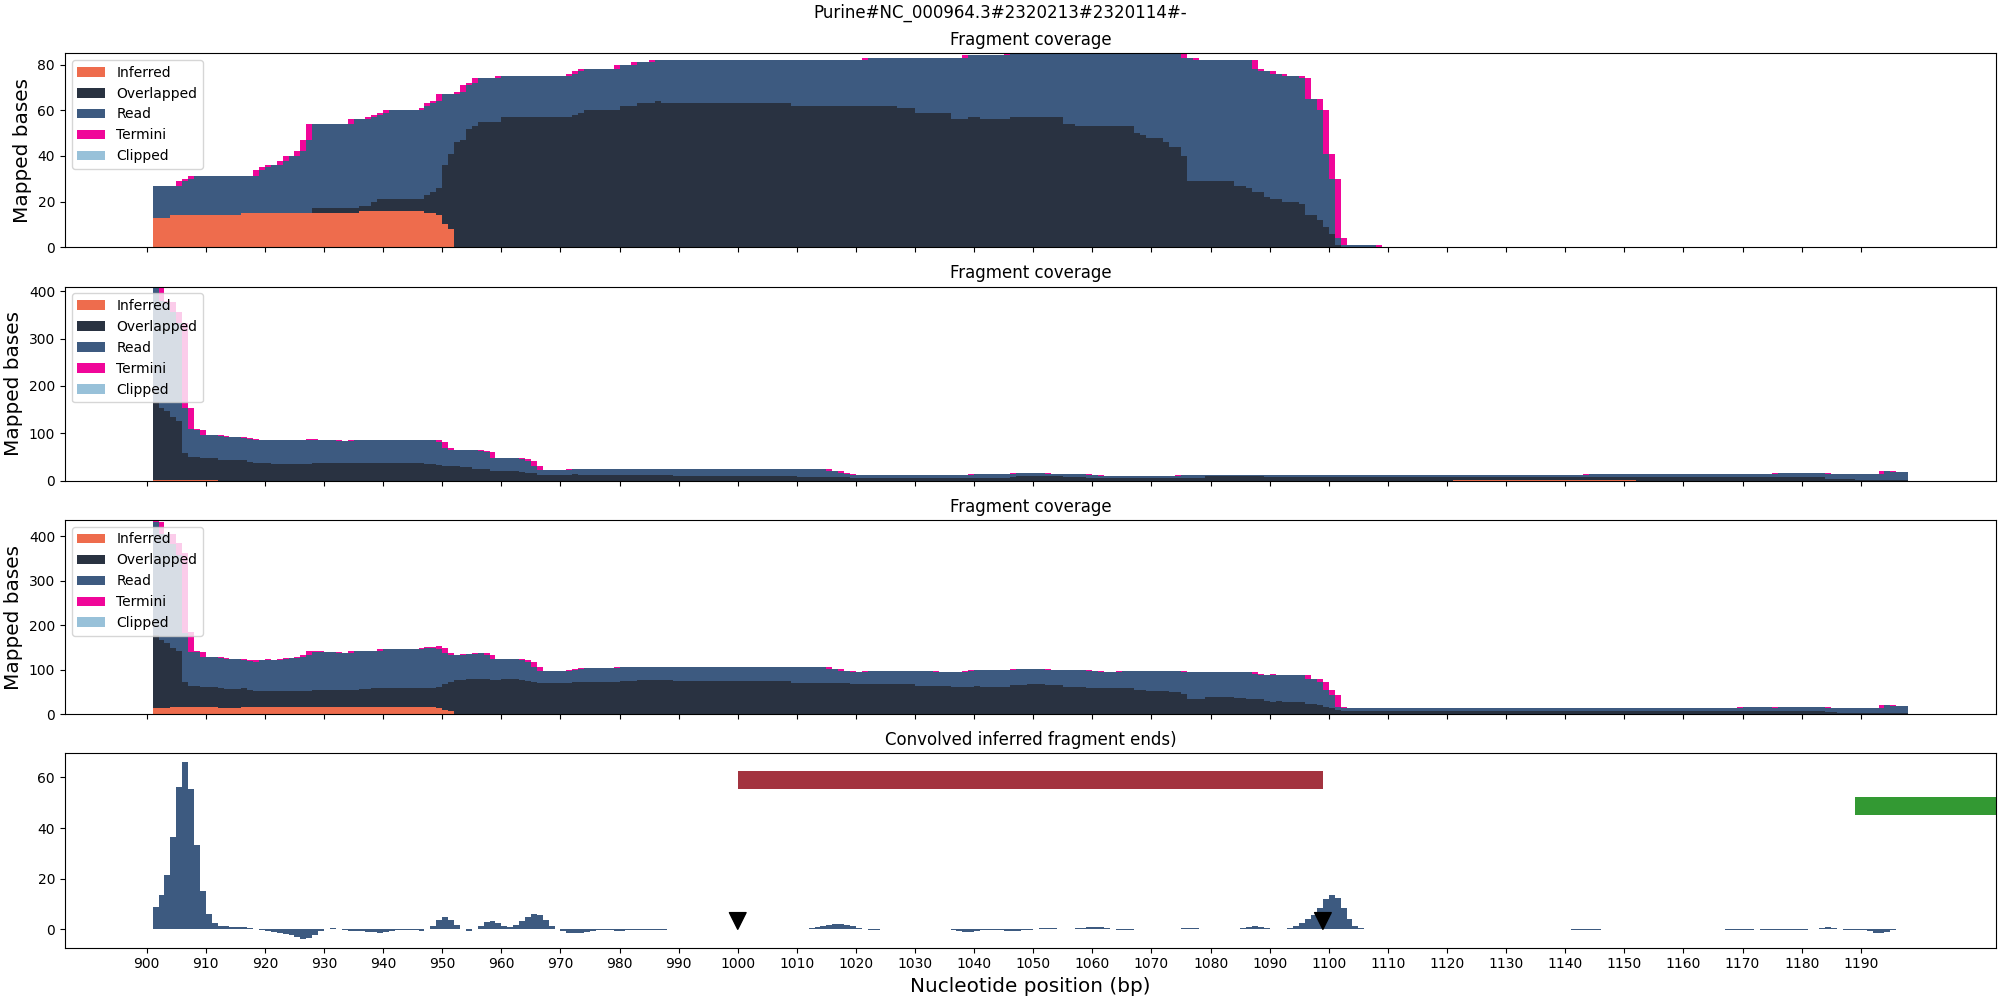 Purine#NC_000964.3#2320213#2320114#-
Fragment coverage
Mapped bases
80
60
40
20
0
Inferred
Overlapped
Read
Termini
Clipped
Fragment coverage
Mapped bases
400
300
200
100
0
Inferred
Overlapped
Read
Termini
Clipped
Fragment coverage
Mapped bases
400
300
200
100
0
Inferred
Overlapped
Read
Termini
Clipped
Convolved inferred fragment ends)
60
40
20
0
900 910 920 930 940 950 960 970 980 990 1000 1010 1020 1030 1040 1050 1060 1070 1080 1090 1100 1110 1120 1130 1140 1150 1160 1170 1180 1190
Nucleotide position (bp)